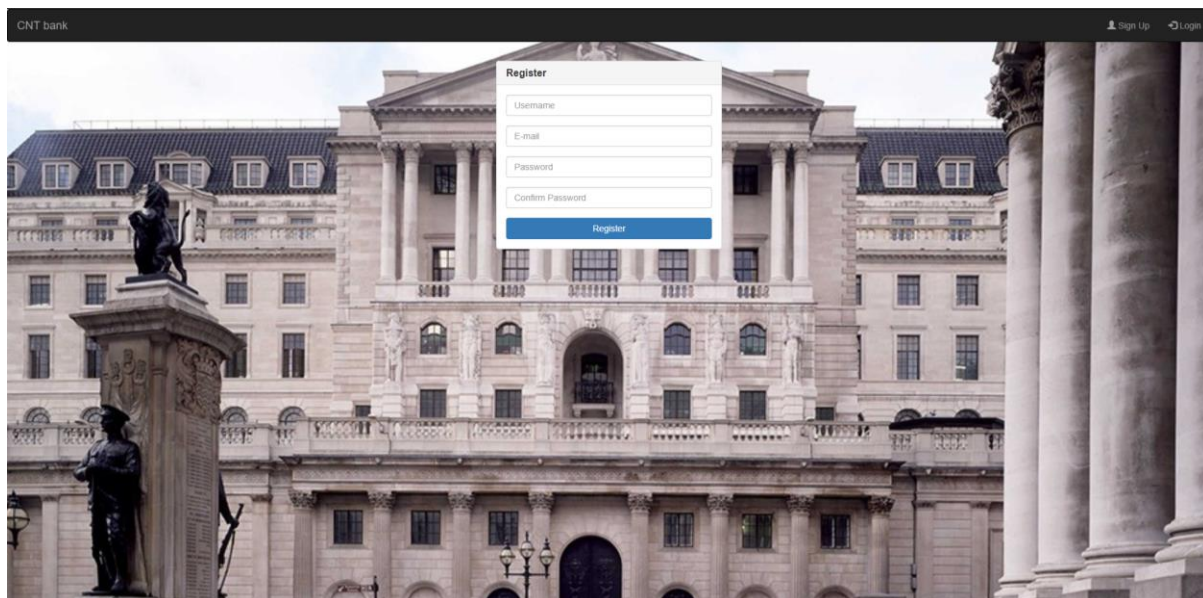 CNT bank
Sign Up
Login
Register
Username
E-mail
Password
Confirm Password
Register